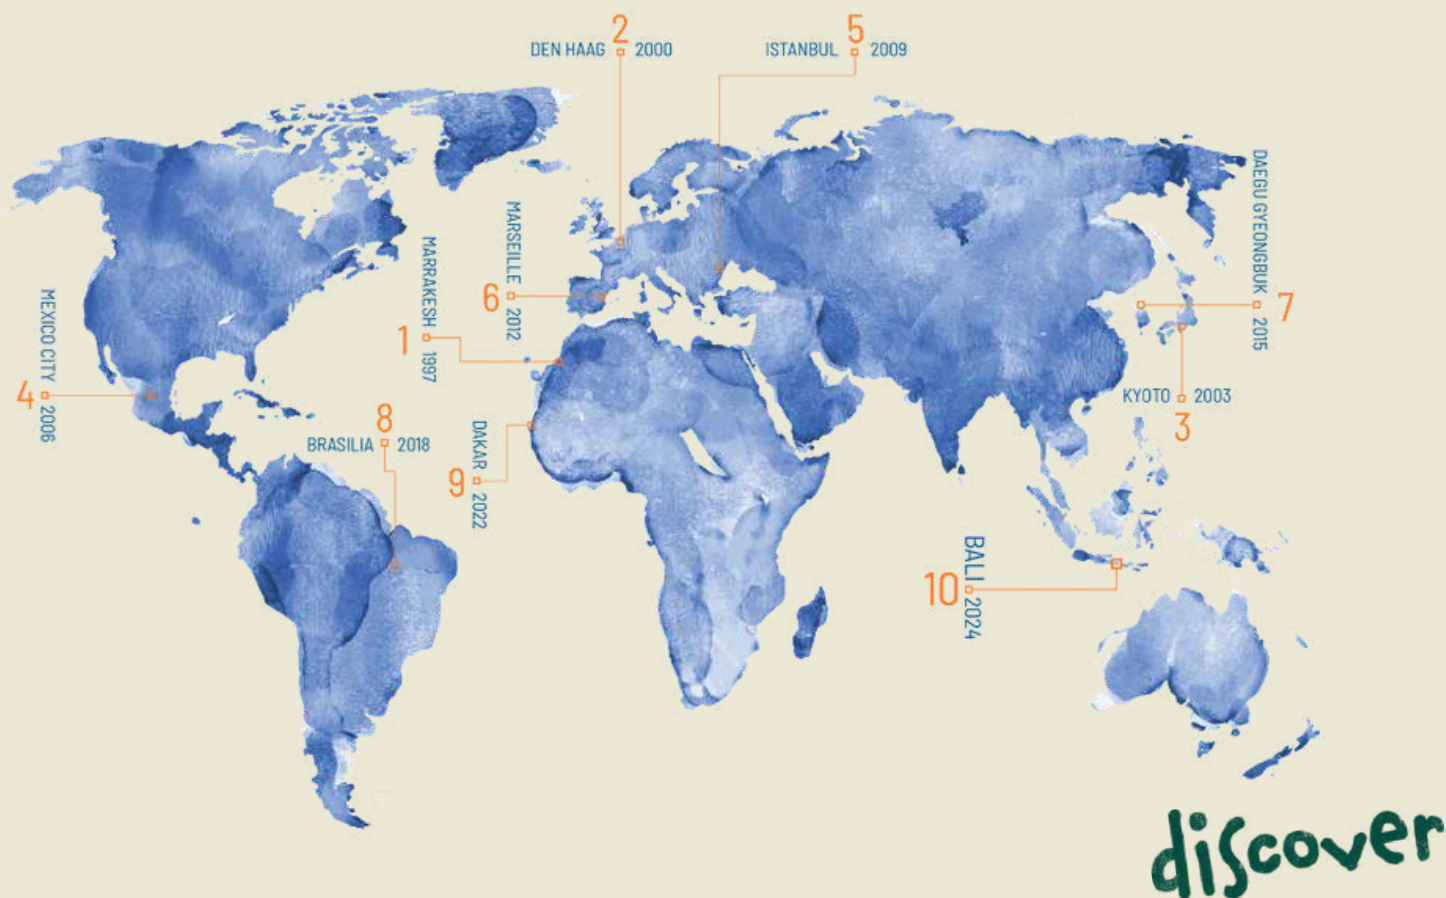 2
DEN HAAG 2000
5
ISTANBUL 2009
DAEGU GYEONGBUK 2015
7
MARSEILLE 2012
6
MARRAKESH 1997
1
MEXICO CITY 2006
4
KYOTO 2003
3
8
BRASILIA 2018
DAKAR 2022
9
BALI 2024
10
discover